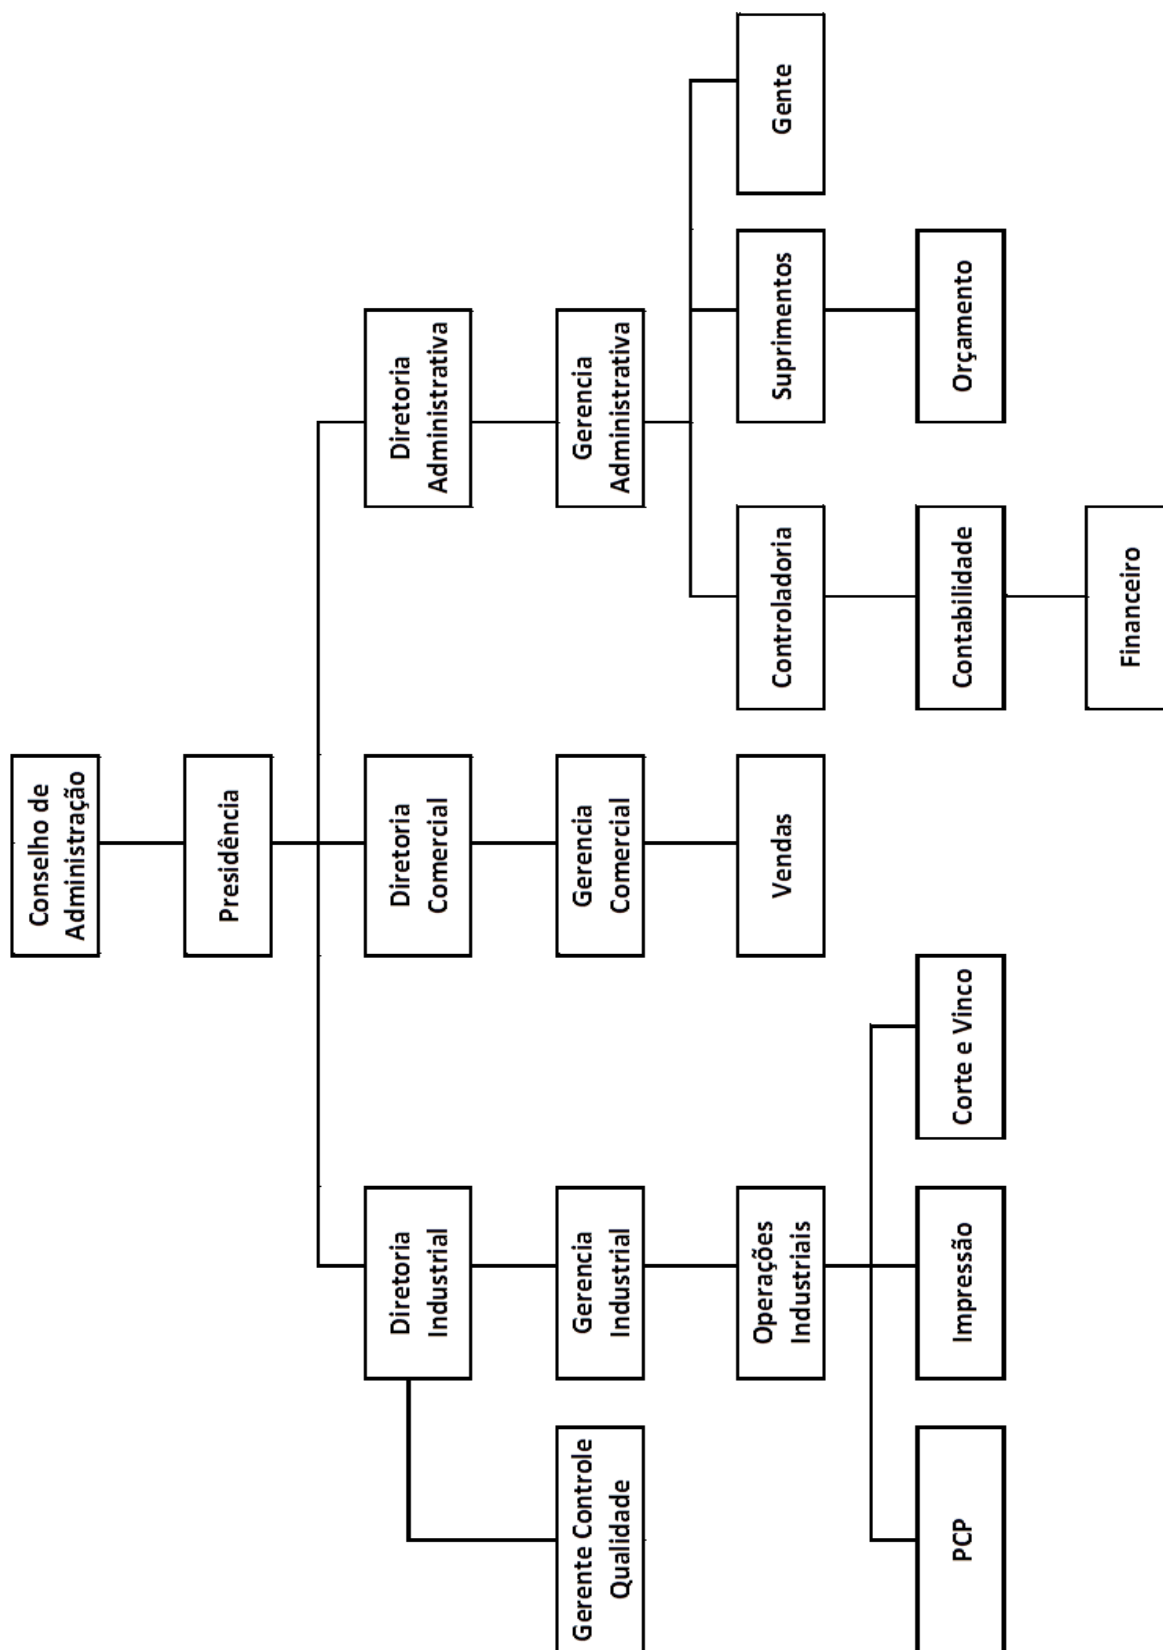 Conselho de
Administração
Presidência
Diretoria
Industrial
Diretoria
Comercial
Diretoria
Administrativa
Gerente Controle
Qualidade
Gerencia
Industrial
Gerencia
Comercial
Gerencia
Administrativa
Operações
Industriais
Vendas
Controladoria
Suprimentos
Gente
PCP
Impressão
Corte e Vinco
Contabilidade
Orçamento
Financeiro